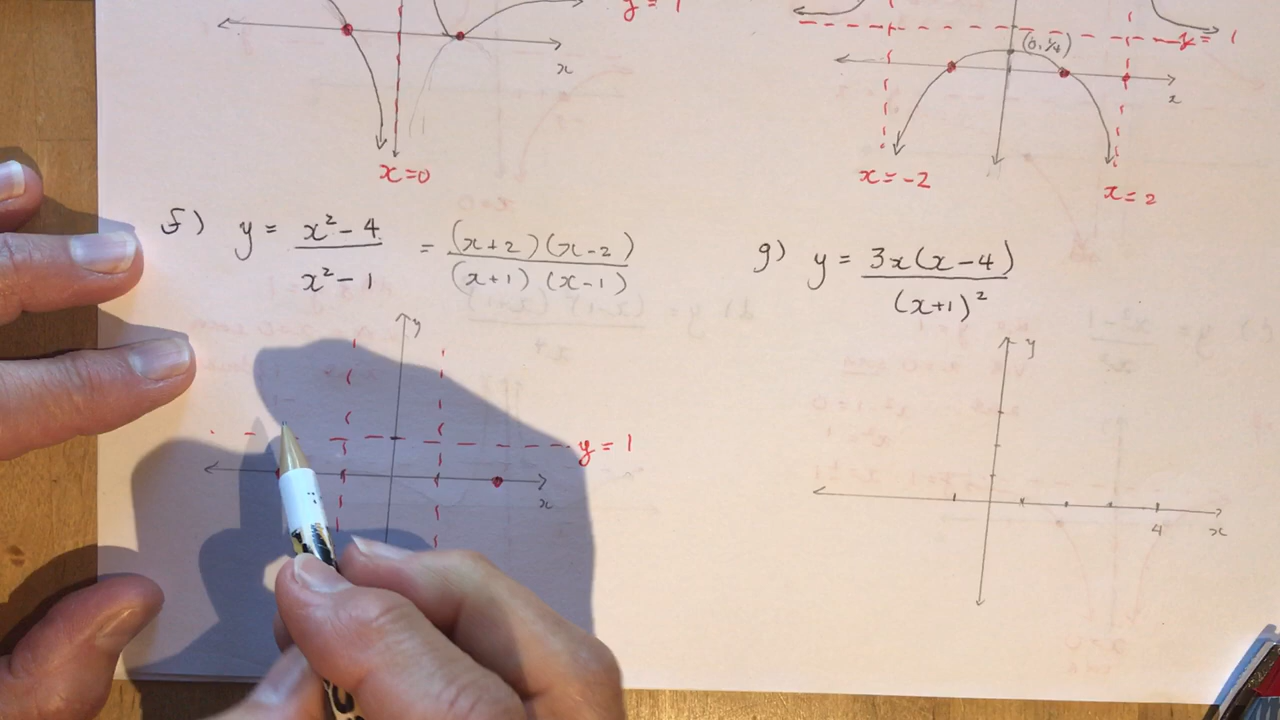 y = 1
x
x=0
(0, 1/4)
y = 1
x
x=-2
x=2
f) y = x² - 4 / x² - 1 = (x+2)(x-2) / (x+1)(x-1)
y
y = 1
x
g) y = 3x(x-4) / (x+1)²
y
4
x